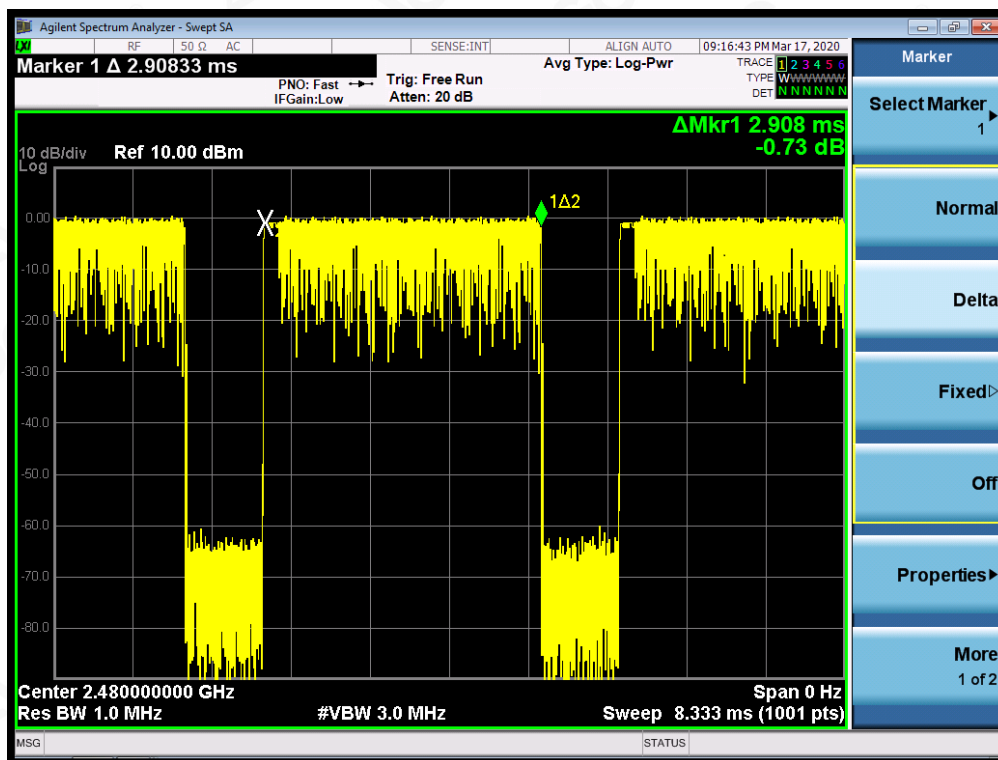 Agilent Spectrum Analyzer - Swept SA
LXI RF 50 Ω AC SENSE:INT ALIGN AUTO 09:16:43 PM Mar 17, 2020
Marker 1 Δ 2.90833 ms
PNO: Fast
IFGain:Low
Trig: Free Run
Atten: 20 dB
Avg Type: Log-Pwr
TRACE 1 2 3 4 5 6
TYPE WWWWWWW
DET N N N N N N
ΔMkr1 2.908 ms
-0.73 dB
10 dB/div Ref 10.00 dBm
Log
0.00
-10.0
-20.0
-30.0
-40.0
-50.0
-60.0
-70.0
-80.0
X2
1Δ2
Center 2.480000000 GHz Span 0 Hz
Res BW 1.0 MHz #VBW 3.0 MHz Sweep 8.333 ms (1001 pts)
MSG STATUS
Marker
Select Marker
1
Normal
Delta
Fixed
Off
Properties
More
1 of 2